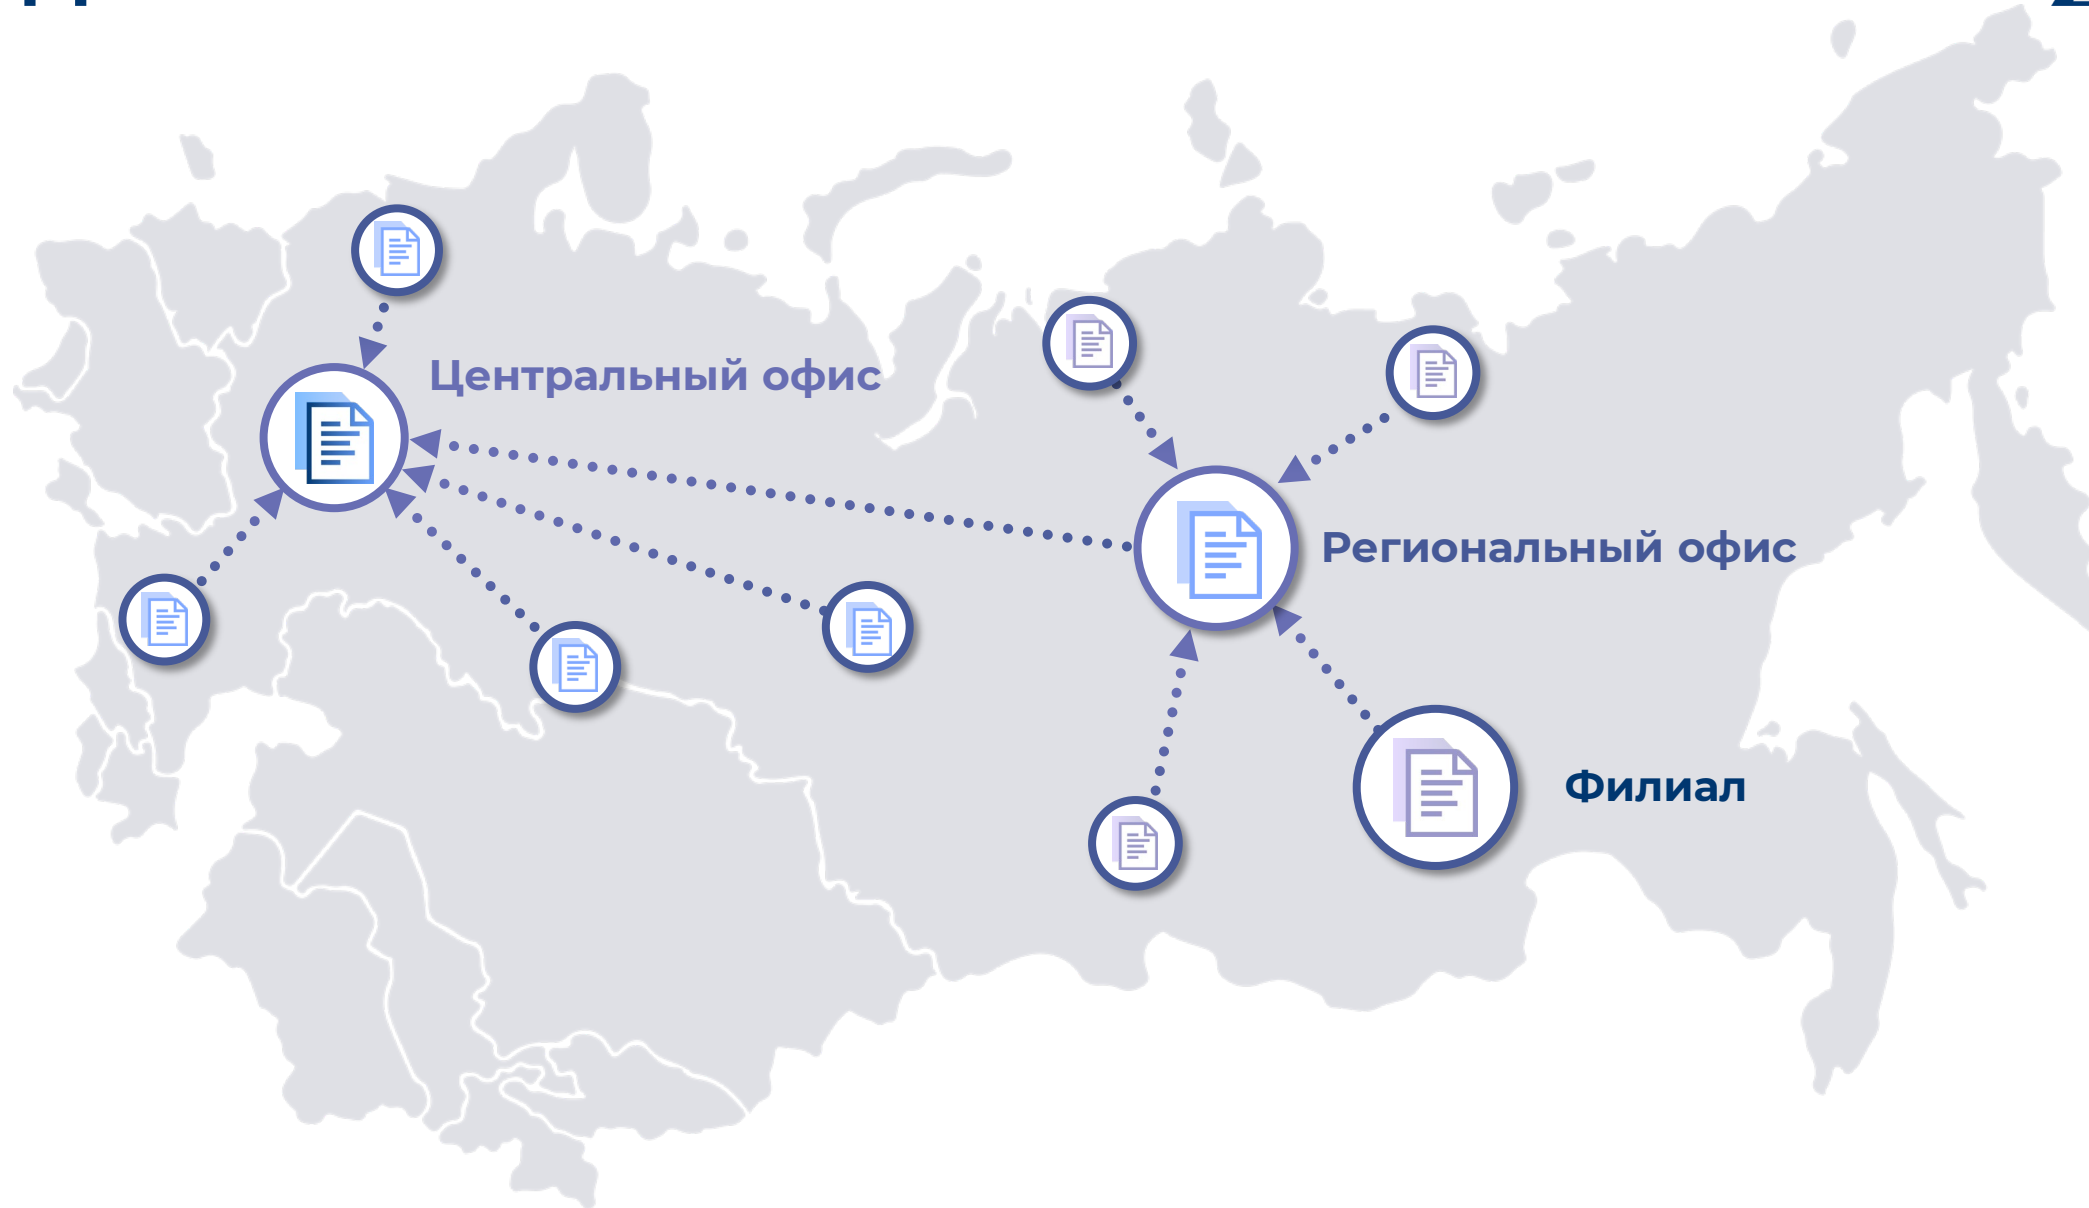 Центральный офис
Региональный офис
Филиал